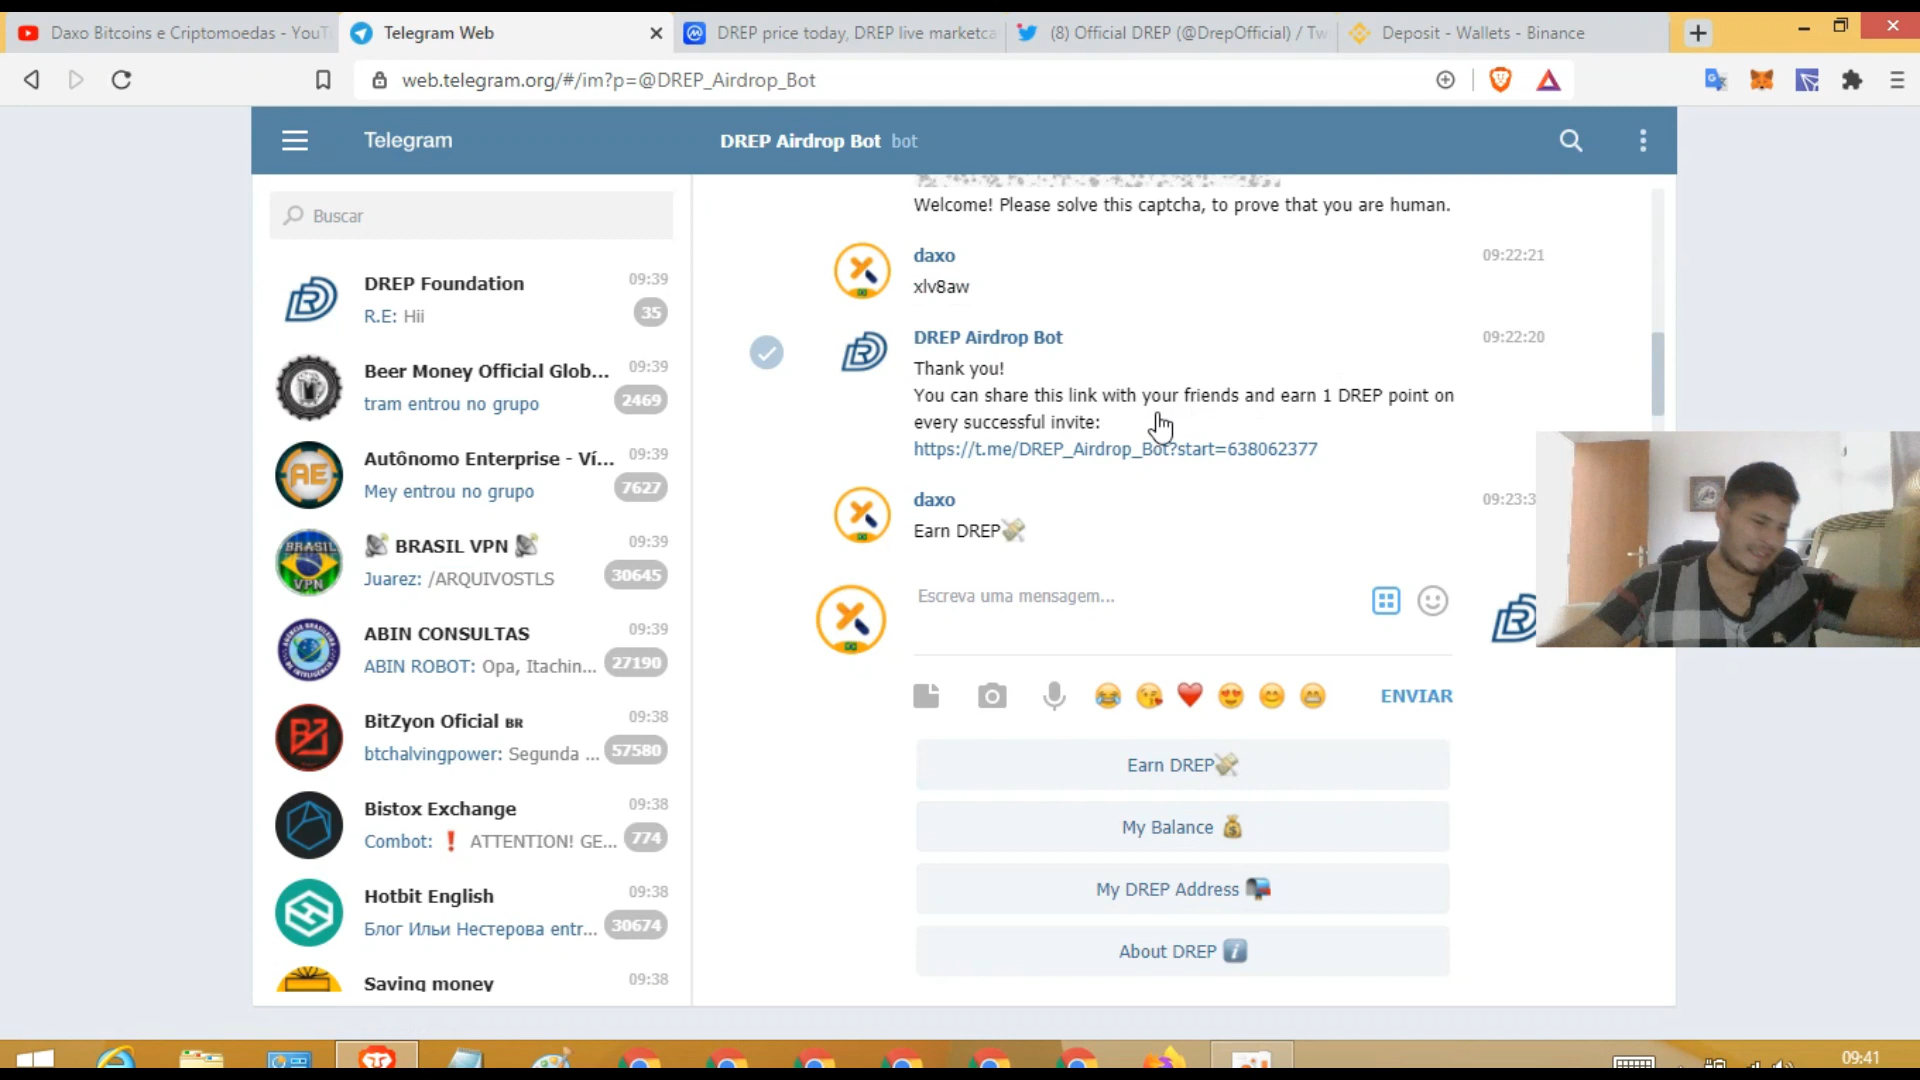 Daxo Bitcoins e Criptomoedas - YouT
Telegram Web
DREP price today, DREP live marketca
(8) Official DREP (@DrepOfficial) / Tw
Deposit - Wallets - Binance
web.telegram.org/#/im?p=@DREP_Airdrop_Bot
Telegram
DREP Airdrop Bot bot
Buscar
DREP Foundation 09:39
R.E: Hii 35
Beer Money Official Glob... 09:39
tram entrou no grupo 2469
Autônomo Enterprise - Ví... 09:39
Mey entrou no grupo 7627
BRASIL VPN 09:39
Juarez: /ARQUIVOSTLS 30645
ABIN CONSULTAS 09:39
ABIN ROBOT: Opa, Itachin... 27190
BitZyon Oficial BR 09:38
btchalvingpower: Segunda ... 57580
Bistox Exchange 09:38
Combot: ❗ ATTENTION! GE... 774
Hotbit English 09:38
Блог Ильи Нестерова entr... 30674
Saving money 09:38
Welcome! Please solve this captcha, to prove that you are human.
daxo 09:22:21
xlv8aw
DREP Airdrop Bot 09:22:20
Thank you!
You can share this link with your friends and earn 1 DREP point on
every successful invite:
https://t.me/DREP_Airdrop_Bot?start=638062377
daxo 09:23:3
Earn DREP💸
Escreva uma mensagem...
ENVIAR
Earn DREP💸
My Balance 💰
My DREP Address 📭
About DREP ℹ️
09:41